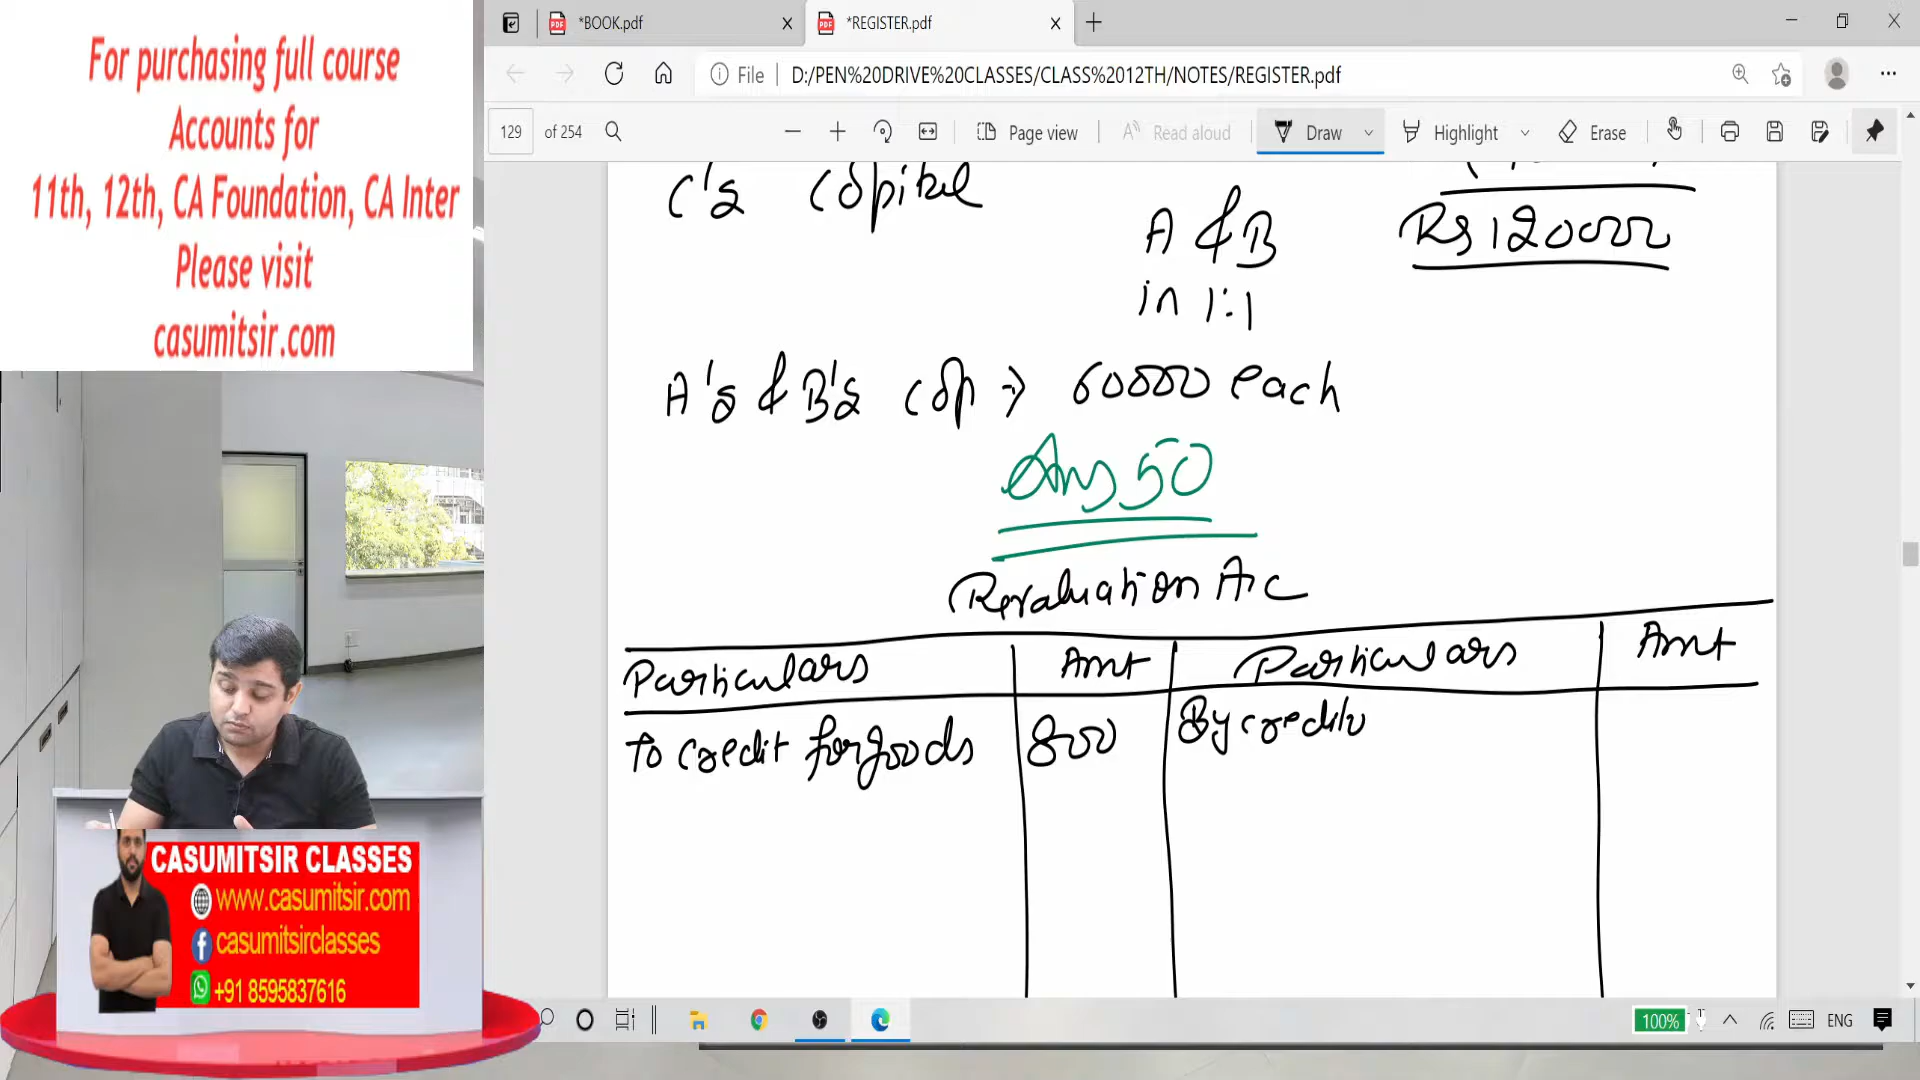 For purchasing full course
Accounts for
11th, 12th, CA Foundation, CA Inter
Please visit
casumitsir.com
*BOOK.pdf
*REGISTER.pdf
File
D:/PEN%20DRIVE%20CLASSES/CLASS%2012TH/NOTES/REGISTER.pdf
129 of 254
Page view
Read aloud
Draw
Highlight
Erase
C's Capital
A & B
in 1:1
Rs 120000
A's & B's Cap → 60000 each
Ans 50
Revaluation A/c
Particulars Amt Particulars Amt
To credit for goods 800 By credito
CASUMITSIR CLASSES
www.casumitsir.com
casumitsirclasses
+91 8595837616
100%
ENG